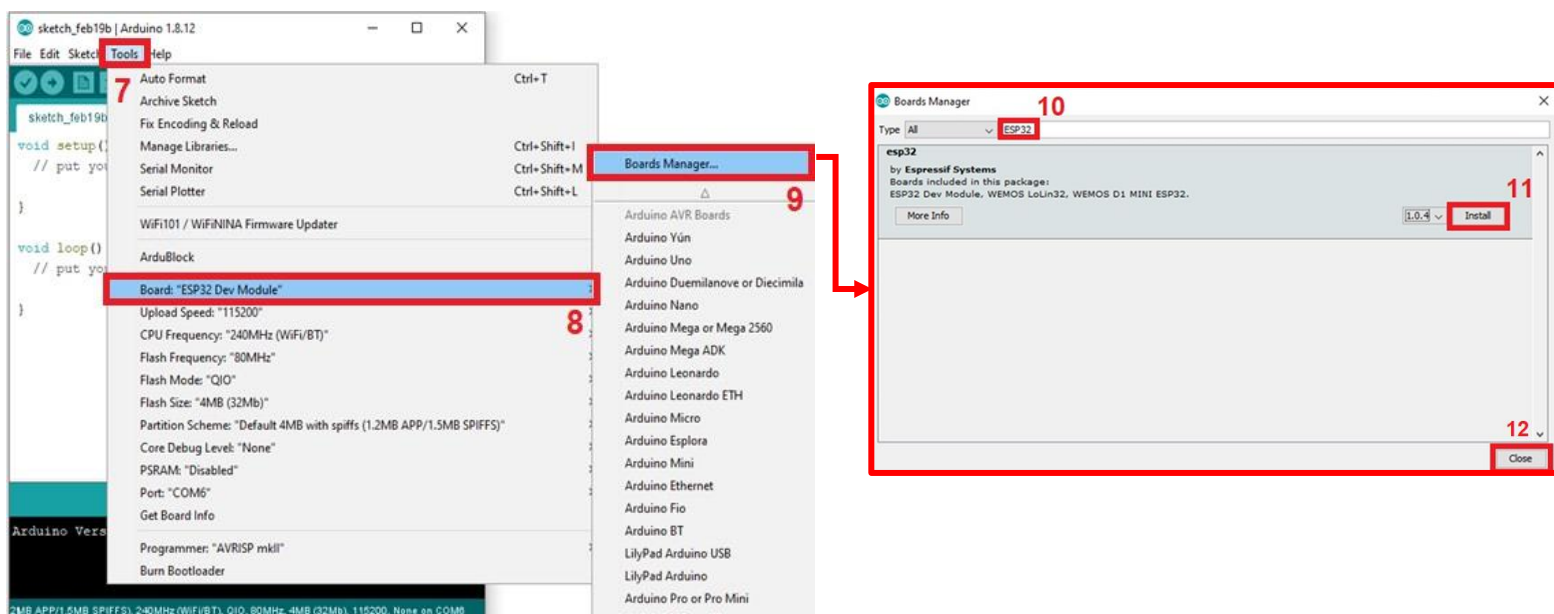 sketch_feb19b | Arduino 1.8.12
File Edit Sketch Tools Help
7
sketch_feb19b
void setup()
// put you
}
void loop()
// put you
}
Arduino Vers
2MB APP/1.5MB SPIFFS), 240MHz (WiFi/BT), QIO, 80MHz, 4MB (32Mb), 115200, None on COM6
Auto Format Ctrl+T
Archive Sketch
Fix Encoding & Reload
Manage Libraries... Ctrl+Shift+I
Serial Monitor Ctrl+Shift+M
Serial Plotter Ctrl+Shift+L
WiFi101 / WiFiNINA Firmware Updater
ArduBlock
Board: "ESP32 Dev Module"
8
Upload Speed: "115200"
CPU Frequency: "240MHz (WiFi/BT)"
Flash Frequency: "80MHz"
Flash Mode: "QIO"
Flash Size: "4MB (32Mb)"
Partition Scheme: "Default 4MB with spiffs (1.2MB APP/1.5MB SPIFFS)"
Core Debug Level: "None"
PSRAM: "Disabled"
Port: "COM6"
Get Board Info
Programmer: "AVRISP mkII"
Burn Bootloader
Boards Manager...
9
Arduino AVR Boards
Arduino Yún
Arduino Uno
Arduino Duemilanove or Diecimila
Arduino Nano
Arduino Mega or Mega 2560
Arduino Mega ADK
Arduino Leonardo
Arduino Leonardo ETH
Arduino Micro
Arduino Esplora
Arduino Mini
Arduino Ethernet
Arduino Fio
Arduino BT
LilyPad Arduino USB
LilyPad Arduino
Arduino Pro or Pro Mini
Boards Manager
10
Type All ESP32
esp32
by Espressif Systems
Boards included in this package:
ESP32 Dev Module, WEMOS LoLin32, WEMOS D1 MINI ESP32.
11
More Info 1.0.4 Install
12
Close